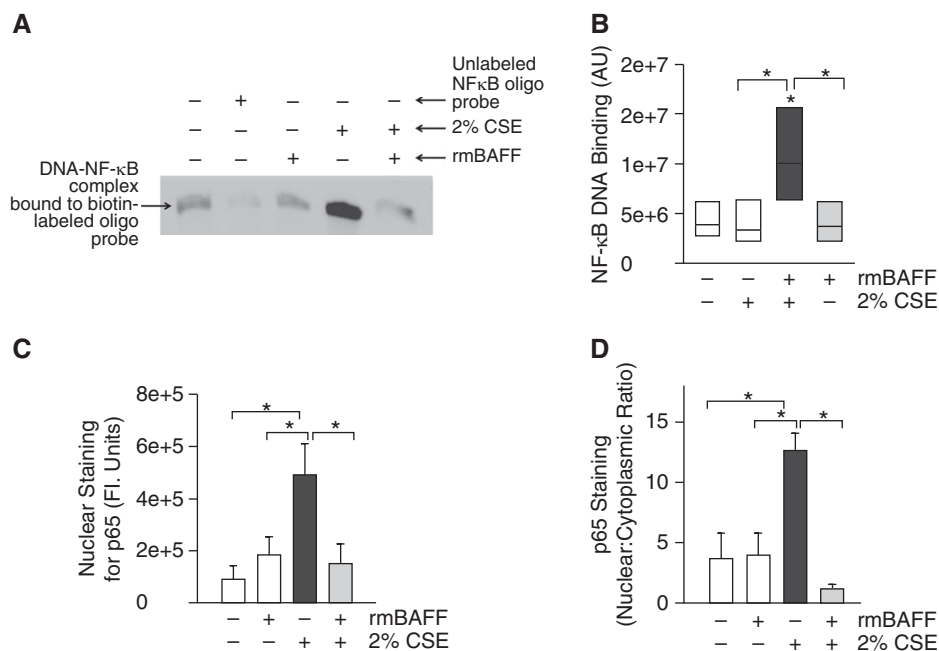 A
Unlabeled
NFκB oligo
probe
– + – – –
2% CSE
– – – + +
rmBAFF
– – + – +
DNA-NF-κB
complex
bound to biotin-
labeled oligo
probe
B
NF-κB DNA Binding (AU)
2e+7
2e+7
1e+7
5e+6
0
* *
*
– – + + rmBAFF
– + + – 2% CSE
C
Nuclear Staining
for p65 (Fl. Units)
8e+5
6e+5
4e+5
2e+5
0
*
* *
– + – + rmBAFF
– – + + 2% CSE
D
p65 Staining
(Nuclear:Cytoplasmic Ratio)
15
10
5
0
*
* *
– + – + rmBAFF
– – + + 2% CSE